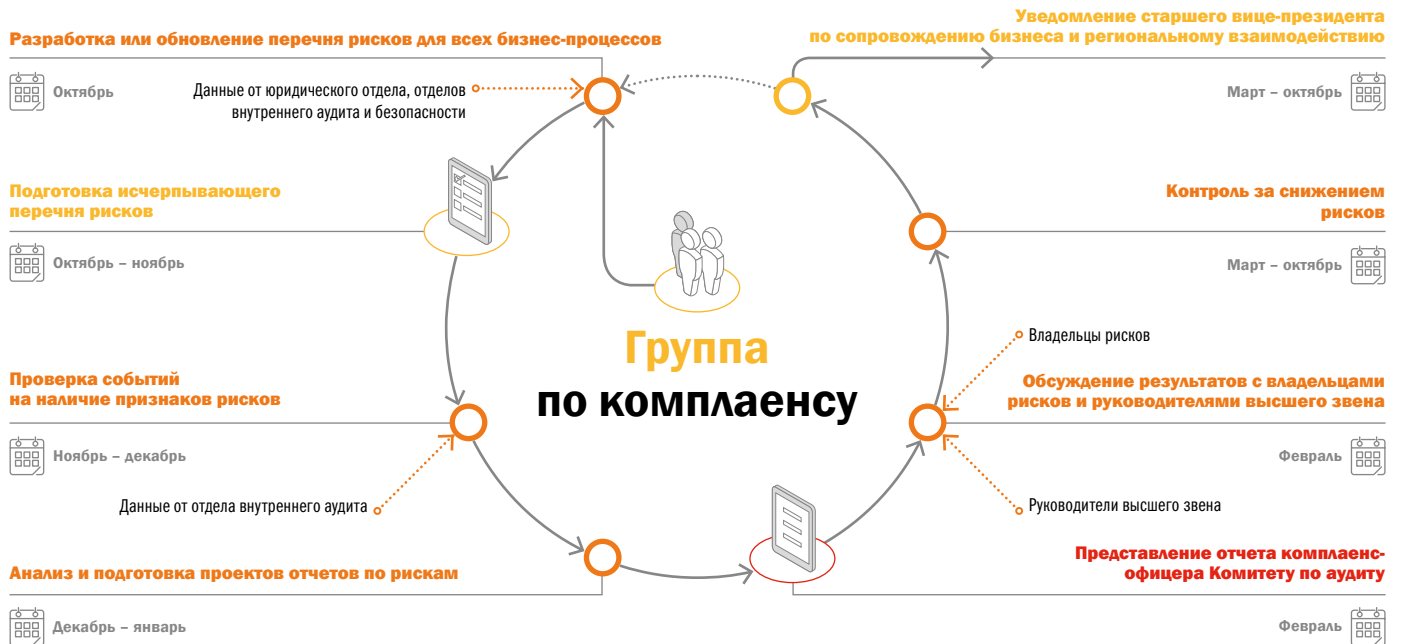 Разработка или обновление перечня рисков для всех бизнес-процессов
Октябрь
Данные от юридического отдела, отделов
внутреннего аудита и безопасности
Подготовка исчерпывающего
перечня рисков
Октябрь – ноябрь
Проверка событий
на наличие признаков рисков
Ноябрь – декабрь
Данные от отдела внутреннего аудита
Анализ и подготовка проектов отчетов по рискам
Декабрь – январь
Группа
по комплаенсу
Уведомление старшего вице-президента
по сопровождению бизнеса и региональному взаимодействию
Март – октябрь
Контроль за снижением
рисков
Март – октябрь
Владельцы рисков
Обсуждение результатов с владельцами
рисков и руководителями высшего звена
Февраль
Руководители высшего звена
Представление отчета комплаенс-
офицера Комитету по аудиту
Февраль